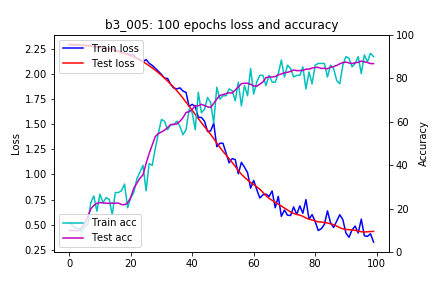 b3_005: 100 epochs loss and accuracy
Train loss
Test loss
Train acc
Test acc
Loss
2.25
2.00
1.75
1.50
1.25
1.00
0.75
0.50
0.25
Accuracy
100
80
60
40
20
0
0 20 40 60 80 100